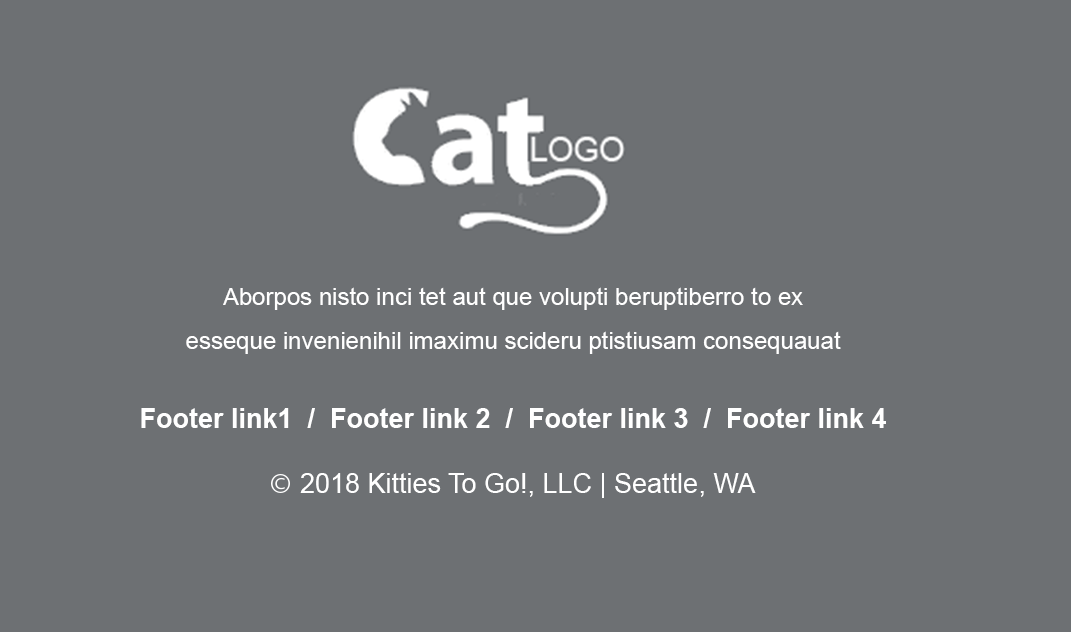 Cat LOGO
Aborpos nisto inci tet aut que volupti beruptiberro to ex
esseque invenienihil imaximu scideru ptistiusam consequauat
Footer link1 / Footer link 2 / Footer link 3 / Footer link 4
© 2018 Kitties To Go!, LLC | Seattle, WA